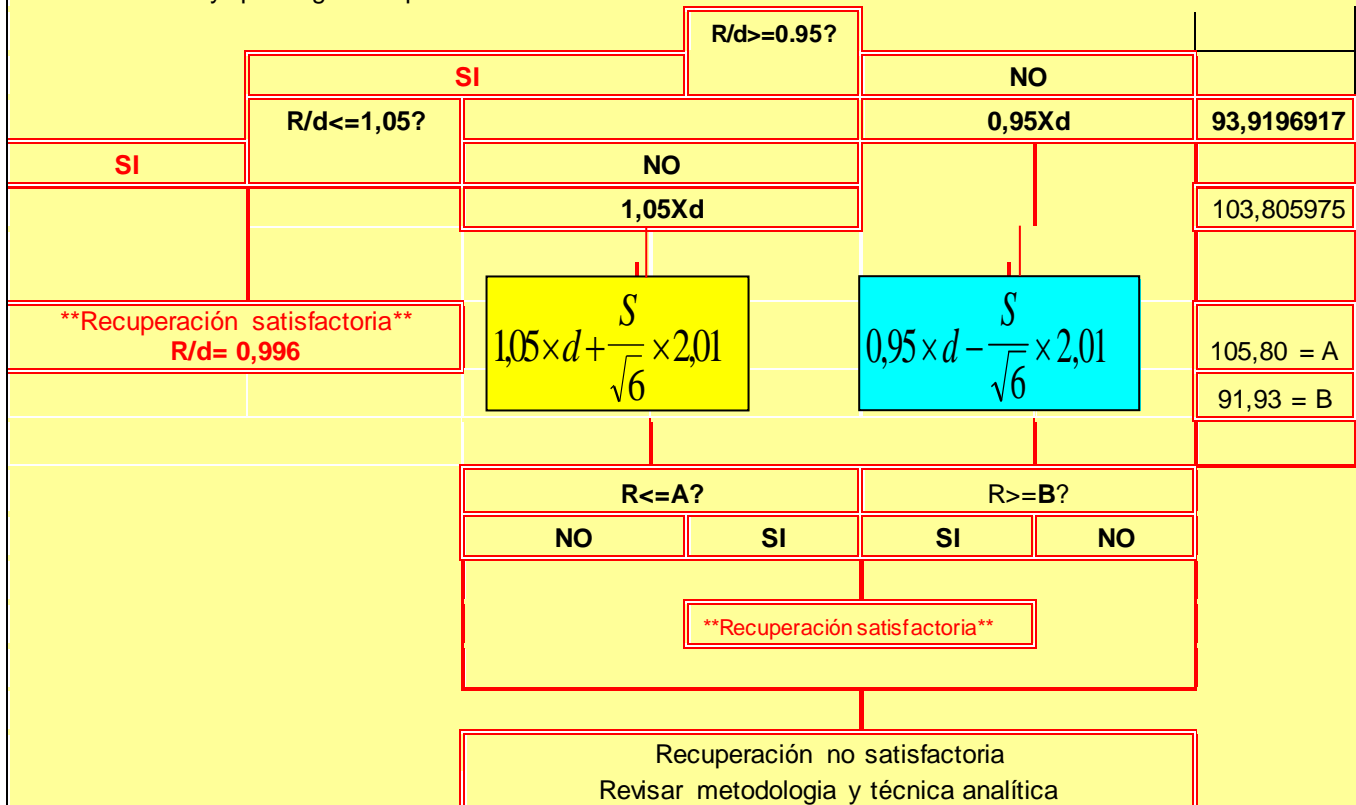 R/d>=0.95?
SI NO
R/d<=1,05? 0,95Xd 93,9196917
SI NO
1,05Xd 103,805975
**Recuperación satisfactoria**
R/d= 0,996
1,05×d+S/√6×2,01
0,95×d−S/√6×2,01
105,80 = A
91,93 = B
R<=A? R>=B?
NO SI SI NO
**Recuperación satisfactoria**
Recuperación no satisfactoria
Revisar metodologia y técnica analítica